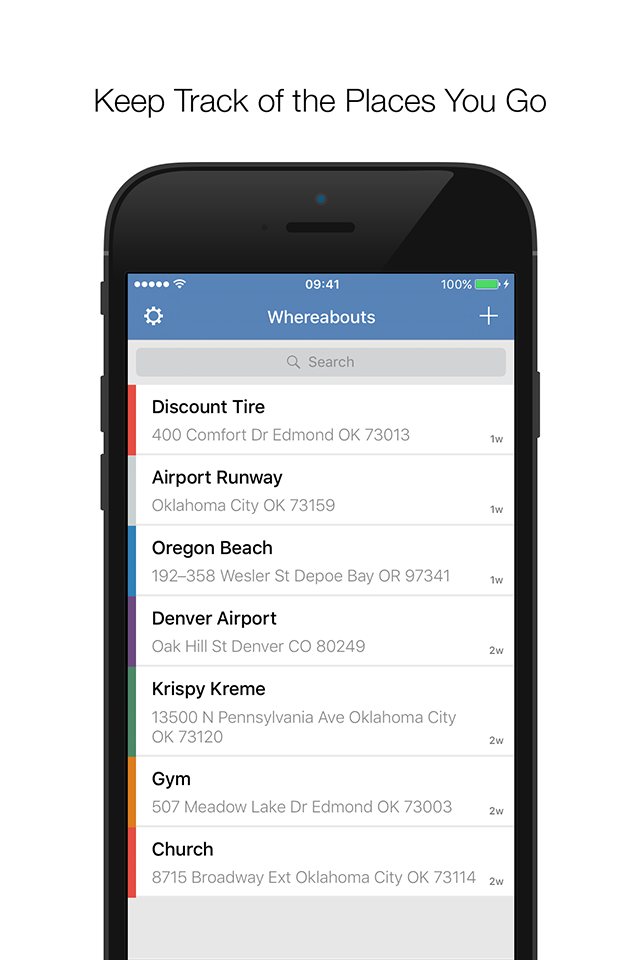 Keep Track of the Places You Go
09:41
100%
Whereabouts
Search
Discount Tire
400 Comfort Dr Edmond OK 73013
1w
Airport Runway
Oklahoma City OK 73159
1w
Oregon Beach
192–358 Wesler St Depoe Bay OR 97341
1w
Denver Airport
Oak Hill St Denver CO 80249
2w
Krispy Kreme
13500 N Pennsylvania Ave Oklahoma City
OK 73120
2w
Gym
507 Meadow Lake Dr Edmond OK 73003
2w
Church
8715 Broadway Ext Oklahoma City OK 73114
2w